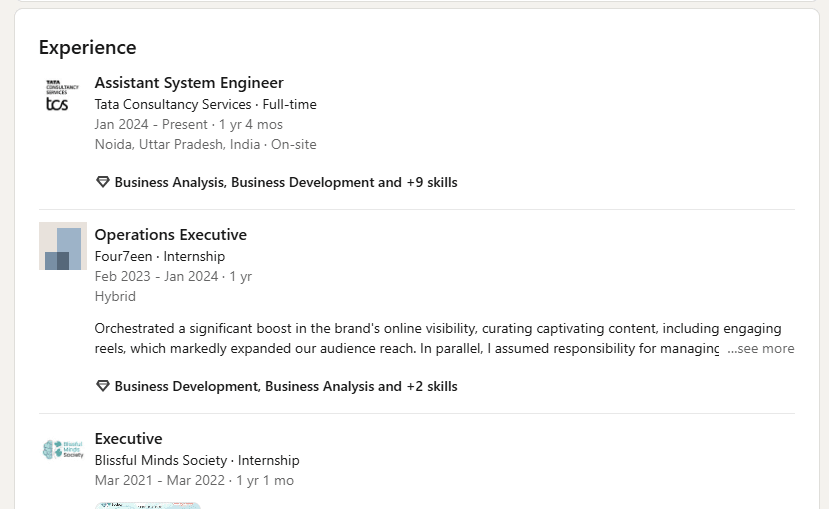 Experience
TATA
CONSULTANCY
SERVICES
tcs
Assistant System Engineer
Tata Consultancy Services · Full-time
Jan 2024 - Present · 1 yr 4 mos
Noida, Uttar Pradesh, India · On-site
Business Analysis, Business Development and +9 skills
Operations Executive
Four7een · Internship
Feb 2023 - Jan 2024 · 1 yr
Hybrid
Orchestrated a significant boost in the brand's online visibility, curating captivating content, including engaging
reels, which markedly expanded our audience reach. In parallel, I assumed responsibility for managing …see more
Business Development, Business Analysis and +2 skills
Blissful
Minds
Society
Executive
Blissful Minds Society · Internship
Mar 2021 - Mar 2022 · 1 yr 1 mo